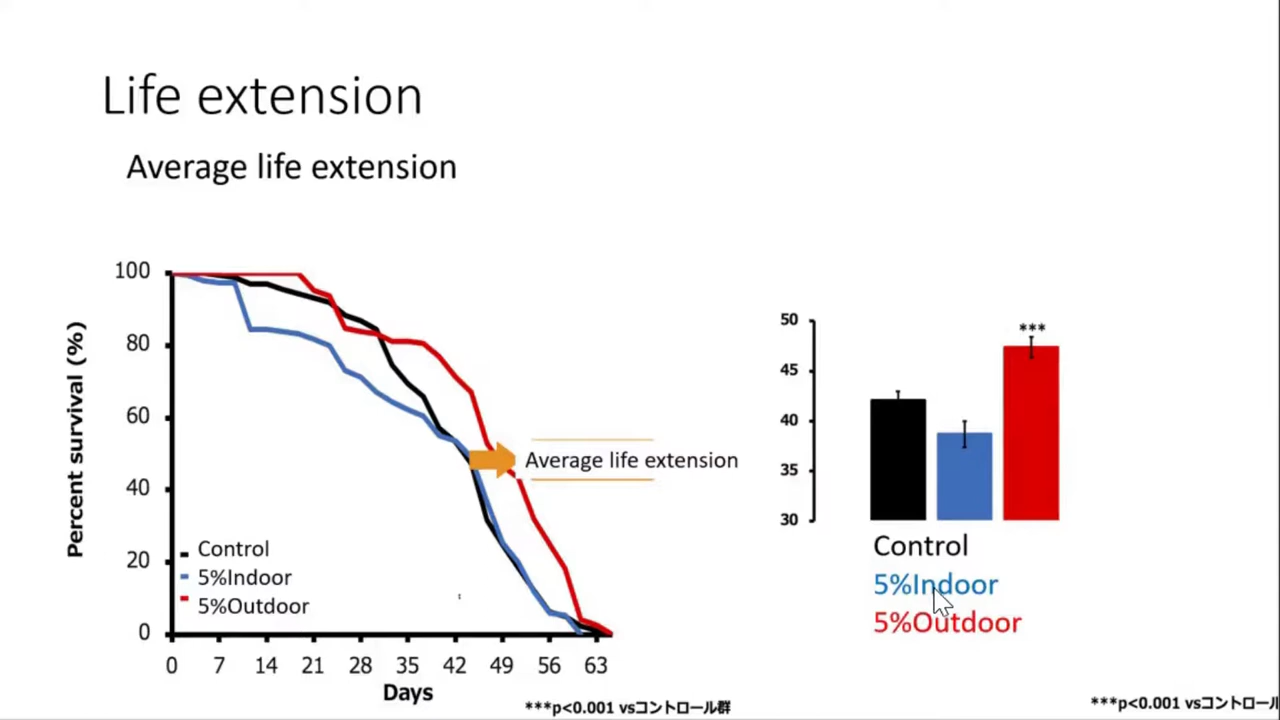 Life extension
Average life extension
Percent survival (%)
100
80
60
40
20
0
Control
5%Indoor
5%Outdoor
Average life extension
0 7 14 21 28 35 42 49 56 63
Days
***p<0.001 vsコントロール群
50
45
40
35
30
***
Control
5%Indoor
5%Outdoor
***p<0.001 vsコントロール